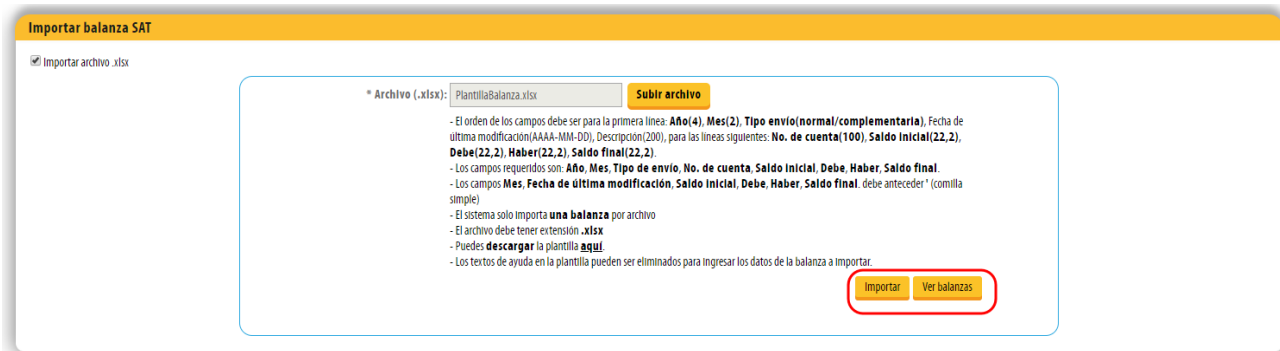 Importar balanza SAT
Importar archivo .xlsx
* Archivo (.xlsx): PlantillaBalanza.xlsx Subir archivo
- El orden de los campos debe ser para la primera línea: Año(4), Mes(2), Tipo envío(normal/complementaria), Fecha de
última modificación(AAAA-MM-DD), Descripción(200), para las líneas siguientes: No. de cuenta(100), Saldo inicial(22,2),
Debe(22,2), Haber(22,2), Saldo final(22,2).
- Los campos requeridos son: Año, Mes, Tipo de envío, No. de cuenta, Saldo inicial, Debe, Haber, Saldo final.
- Los campos Mes, Fecha de última modificación, Saldo inicial, Debe, Haber, Saldo final. debe anteceder ' (comilla
simple)
- El sistema solo importa una balanza por archivo
- El archivo debe tener extensión .xlsx
- Puedes descargar la plantilla aquí.
- Los textos de ayuda en la plantilla pueden ser eliminados para ingresar los datos de la balanza a importar.
Importar Ver balanzas